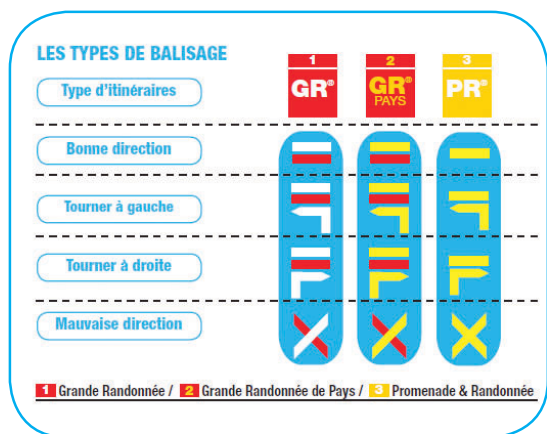 LES TYPES DE BALISAGE
1 2 3
Type d'itinéraires
GR® GR® PAYS PR®
Bonne direction
Tourner à gauche
Tourner à droite
Mauvaise direction
1 Grande Randonnée / 2 Grande Randonnée de Pays / 3 Promenade & Randonnée